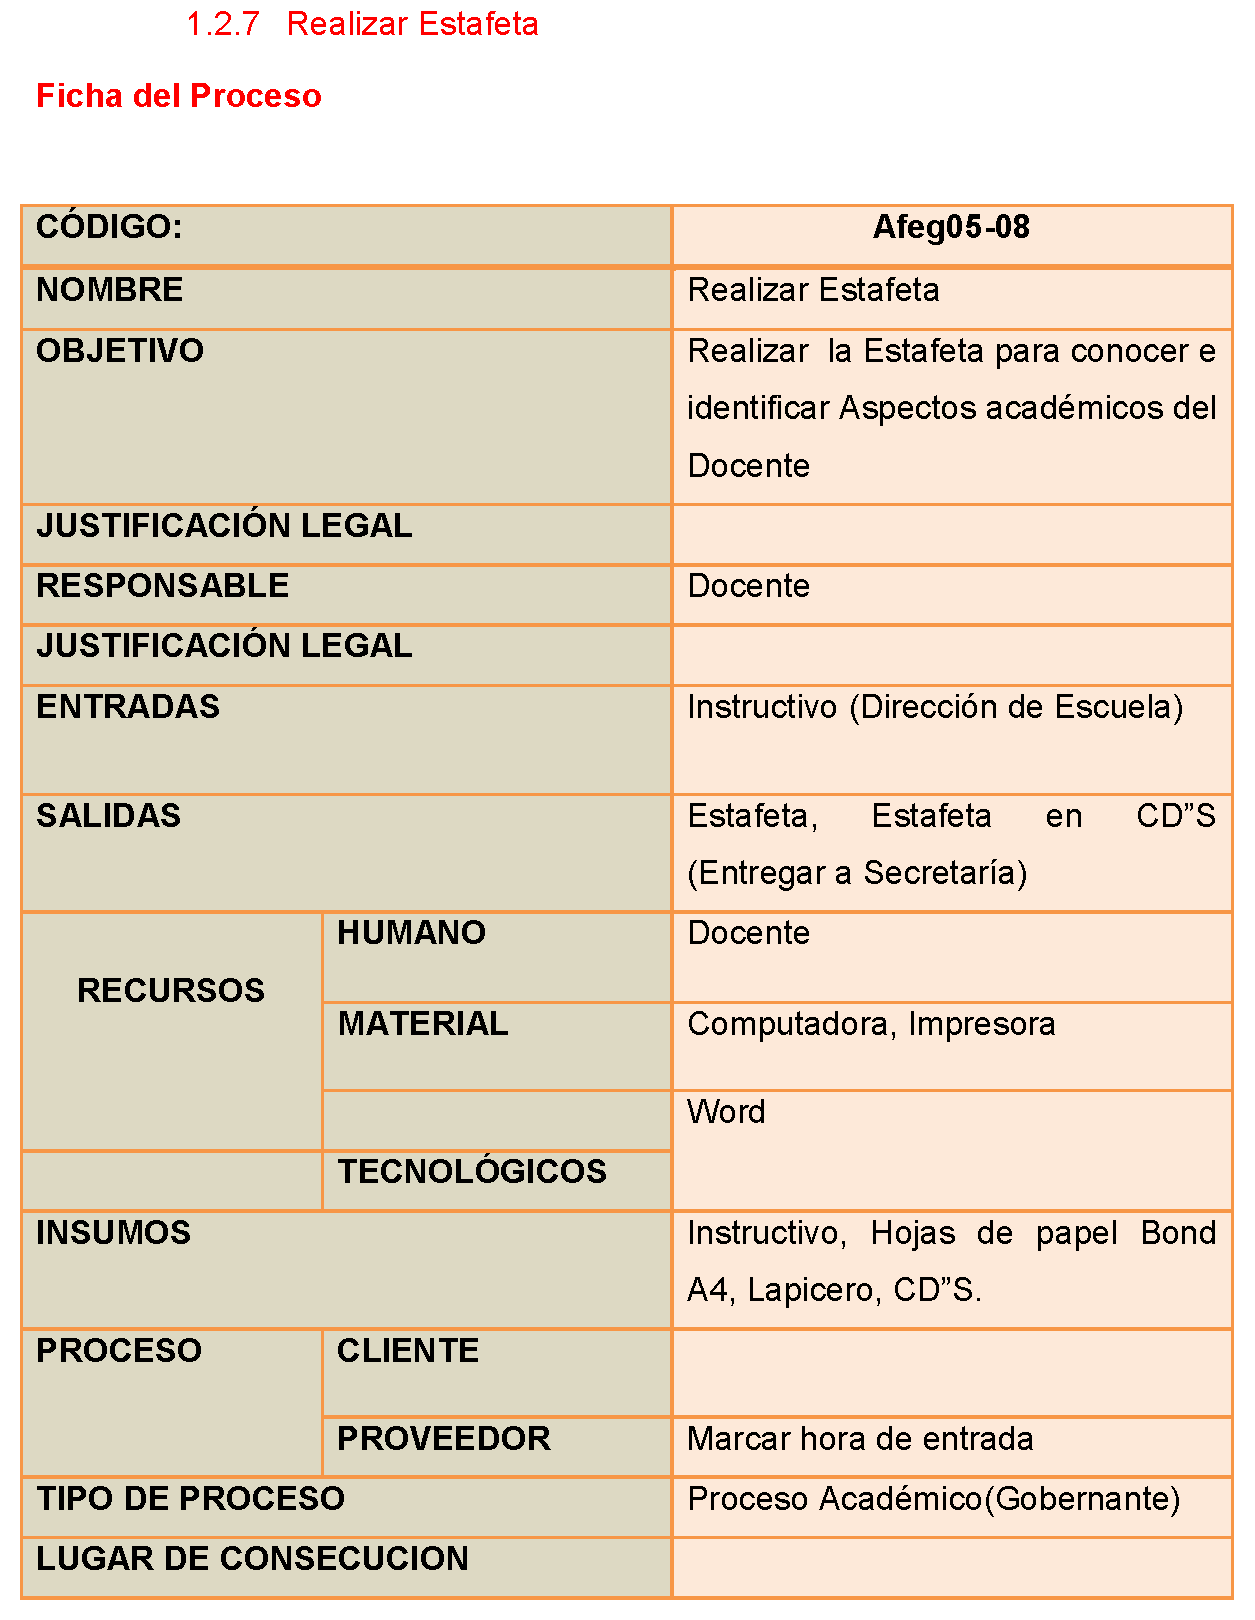 1.2.7 Realizar Estafeta
Ficha del Proceso
CÓDIGO: Afeg05-08
NOMBRE Realizar Estafeta
OBJETIVO Realizar la Estafeta para conocer e
identificar Aspectos académicos del
Docente
JUSTIFICACIÓN LEGAL
RESPONSABLE Docente
JUSTIFICACIÓN LEGAL
ENTRADAS Instructivo (Dirección de Escuela)
SALIDAS Estafeta, Estafeta en CD”S
(Entregar a Secretaría)
RECURSOS
HUMANO Docente
MATERIAL Computadora, Impresora
Word
TECNOLÓGICOS
INSUMOS Instructivo, Hojas de papel Bond
A4, Lapicero, CD”S.
PROCESO CLIENTE
PROVEEDOR Marcar hora de entrada
TIPO DE PROCESO Proceso Académico(Gobernante)
LUGAR DE CONSECUCION